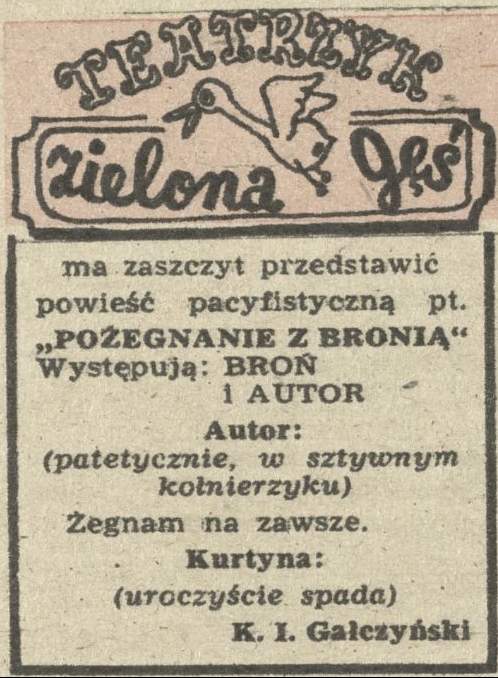 TEATRZYK
zielona gęś
ma zaszczyt przedstawić
powieść pacyfistyczną pt.
„POŻEGNANIE Z BRONIĄ“
Występują: BROŃ
i AUTOR
Autor:
(patetycznie, w sztywnym
kołnierzyku)
Żegnam na zawsze.
Kurtyna:
(uroczyście spada)
K. I. Gałczyński